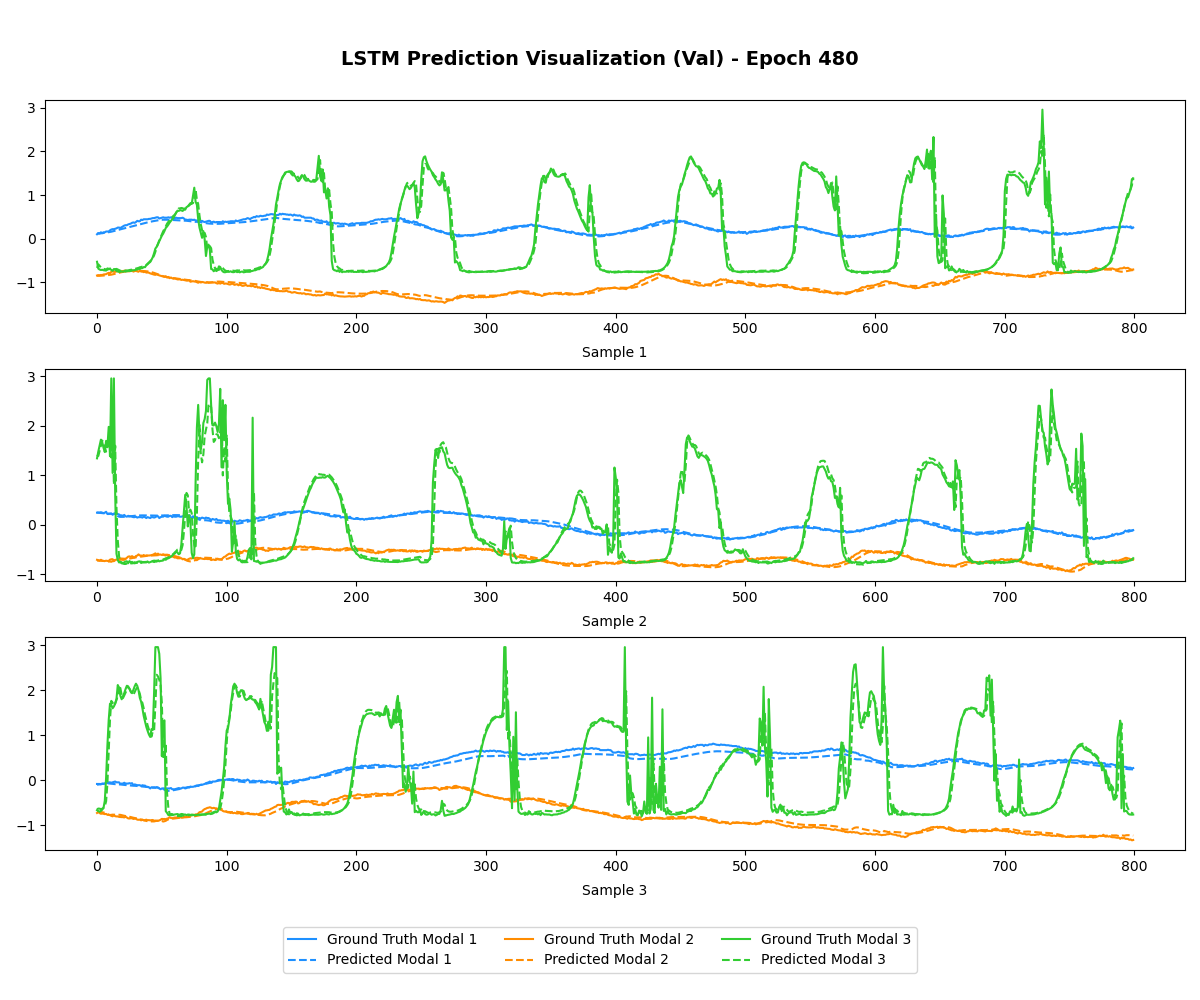 LSTM Prediction Visualization (Val) - Epoch 480
3
2
1
0
−1
0 100 200 300 400 500 600 700 800
Sample 1
3
2
1
0
−1
0 100 200 300 400 500 600 700 800
Sample 2
3
2
1
0
−1
0 100 200 300 400 500 600 700 800
Sample 3
Ground Truth Modal 1 Ground Truth Modal 2 Ground Truth Modal 3
Predicted Modal 1 Predicted Modal 2 Predicted Modal 3